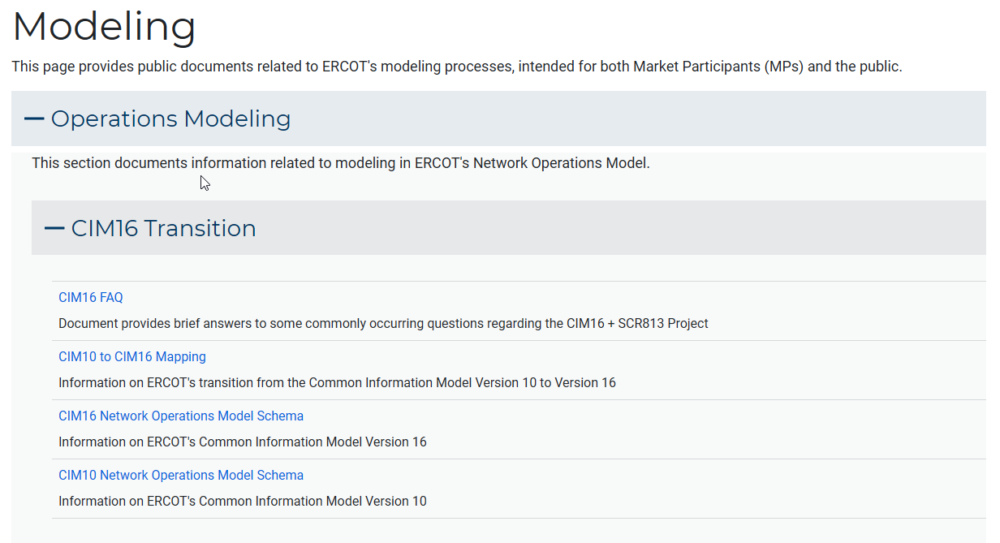 Modeling
This page provides public documents related to ERCOT's modeling processes, intended for both Market Participants (MPs) and the public.
Operations Modeling
This section documents information related to modeling in ERCOT's Network Operations Model.
CIM16 Transition
CIM16 FAQ
Document provides brief answers to some commonly occurring questions regarding the CIM16 + SCR813 Project
CIM10 to CIM16 Mapping
Information on ERCOT's transition from the Common Information Model Version 10 to Version 16
CIM16 Network Operations Model Schema
Information on ERCOT's Common Information Model Version 16
CIM10 Network Operations Model Schema
Information on ERCOT's Common Information Model Version 10